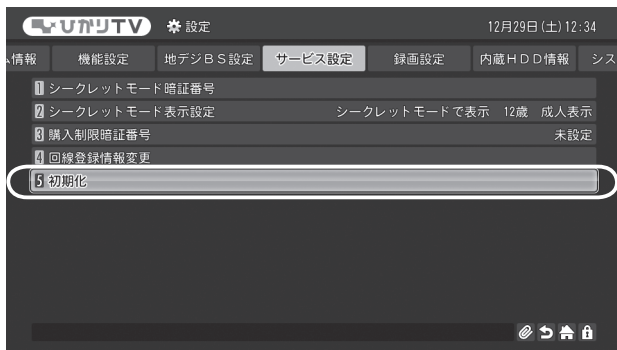 ひかりTV 設定 12月29日(土)12:34
ム情報 機能設定 地デジBS設定 サービス設定 録画設定 内蔵HDD情報 シス
1 シークレットモード暗証番号
2 シークレットモード表示設定 シークレットモードで表示 12歳 成人表示
3 購入制限暗証番号 未設定
4 回線登録情報変更
5 初期化